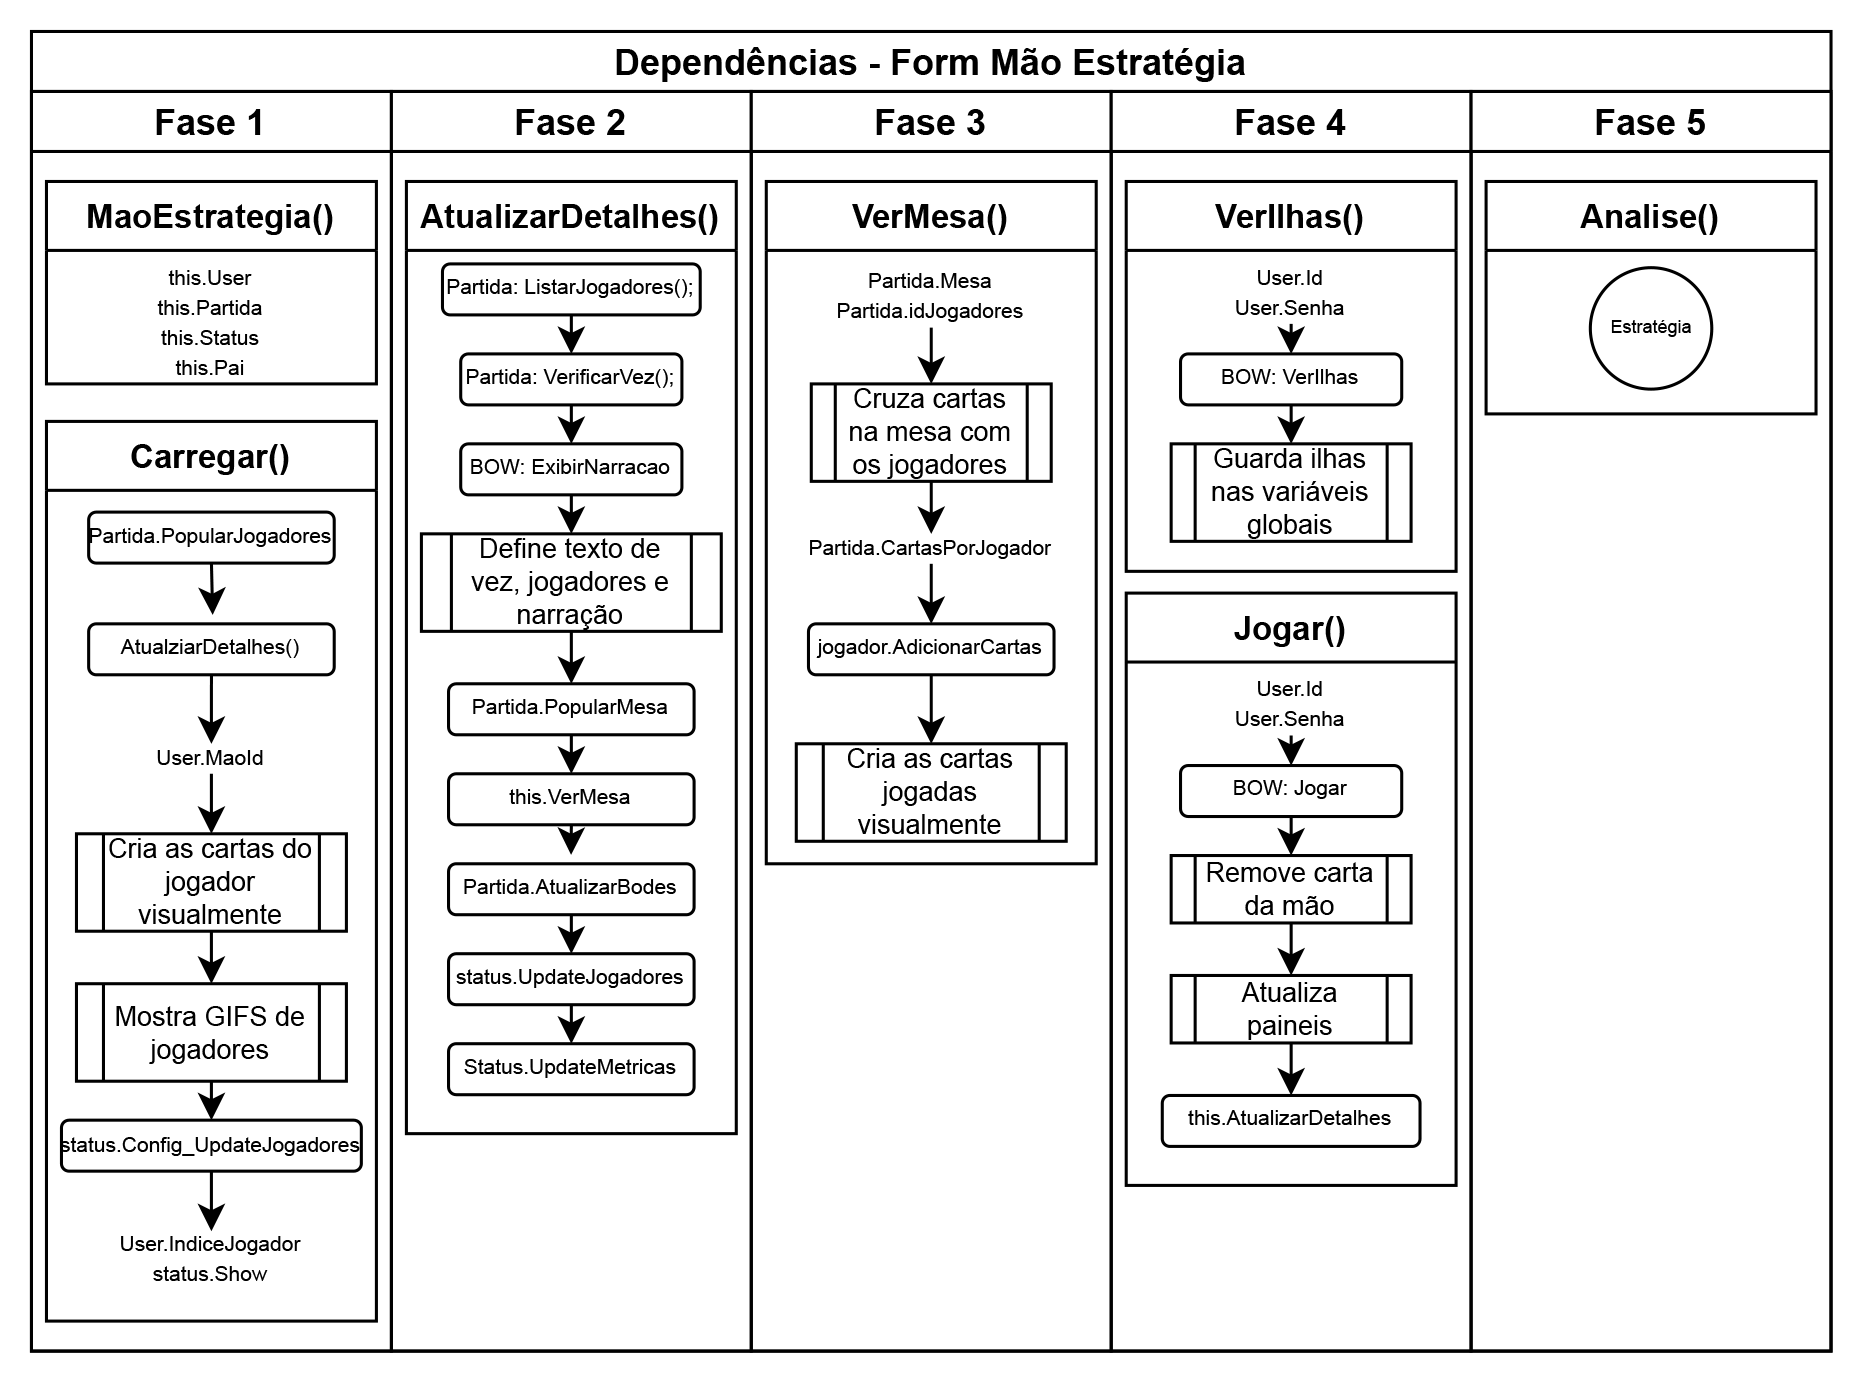 Dependências - Form Mão Estratégia
Fase 1
Fase 2
Fase 3
Fase 4
Fase 5
MaoEstrategia()
this.User
this.Partida
this.Status
this.Pai
Carregar()
Partida.PopularJogadores
AtualziarDetalhes()
User.MaoId
Cria as cartas do
jogador
visualmente
Mostra GIFS de
jogadores
status.Config_UpdateJogadores
User.IndiceJogador
status.Show
AtualizarDetalhes()
Partida: ListarJogadores();
Partida: VerificarVez();
BOW: ExibirNarracao
Define texto de
vez, jogadores e
narração
Partida.PopularMesa
this.VerMesa
Partida.AtualizarBodes
status.UpdateJogadores
Status.UpdateMetricas
VerMesa()
Partida.Mesa
Partida.idJogadores
Cruza cartas
na mesa com
os jogadores
Partida.CartasPorJogador
jogador.AdicionarCartas
Cria as cartas
jogadas
visualmente
VerIlhas()
User.Id
User.Senha
BOW: VerIlhas
Guarda ilhas
nas variáveis
globais
Jogar()
User.Id
User.Senha
BOW: Jogar
Remove carta
da mão
Atualiza
paineis
this.AtualizarDetalhes
Analise()
Estratégia